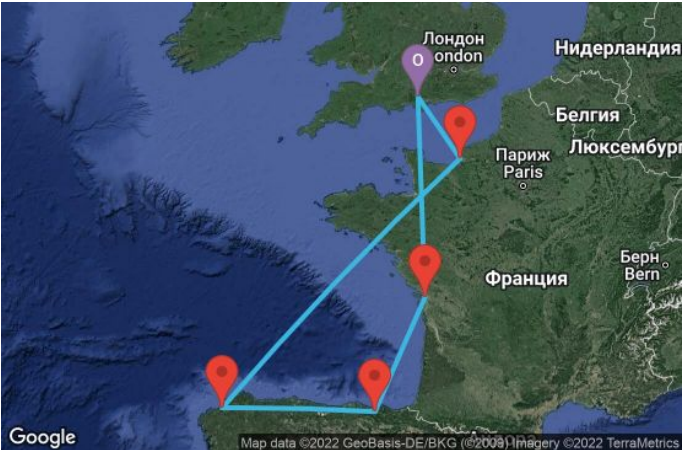 Лондон
London
Нидерландия
O
Белгия
Люксембург
Париж
Paris
Берн
Bern
Франция
Google
Map data ©2022 GeoBasis-DE/BKG (©2009) Imagery ©2022 TerraMetrics